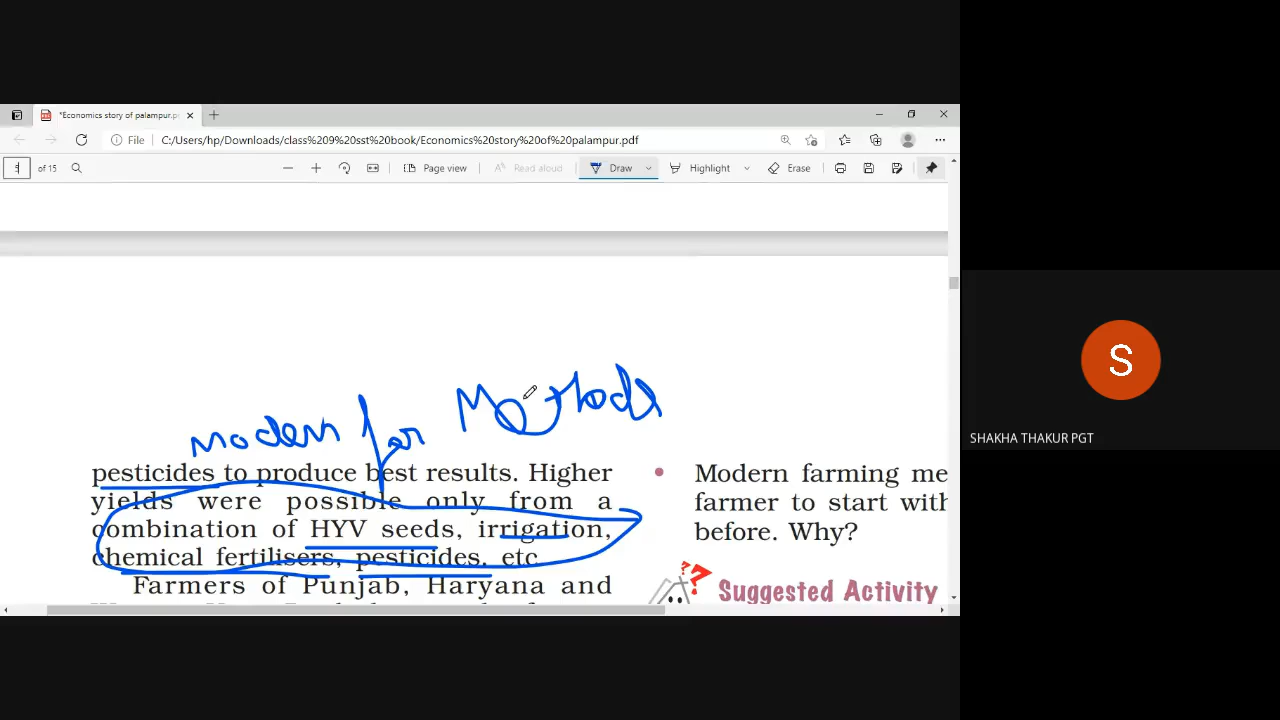 *Economics story of palampur.p
File C:/Users/hp/Downloads/class%209%20sst%20book/Economics%20story%20of%20palampur.pdf
of 15 Page view Read aloud Draw Highlight Erase
modern for Methods
pesticides to produce best results. Higher
yields were possible only from a
combination of HYV seeds, irrigation,
chemical fertilisers, pesticides, etc.
Farmers of Punjab, Haryana and
Modern farming me
farmer to start with
before. Why?
Suggested Activity
S
SHAKHA THAKUR PGT